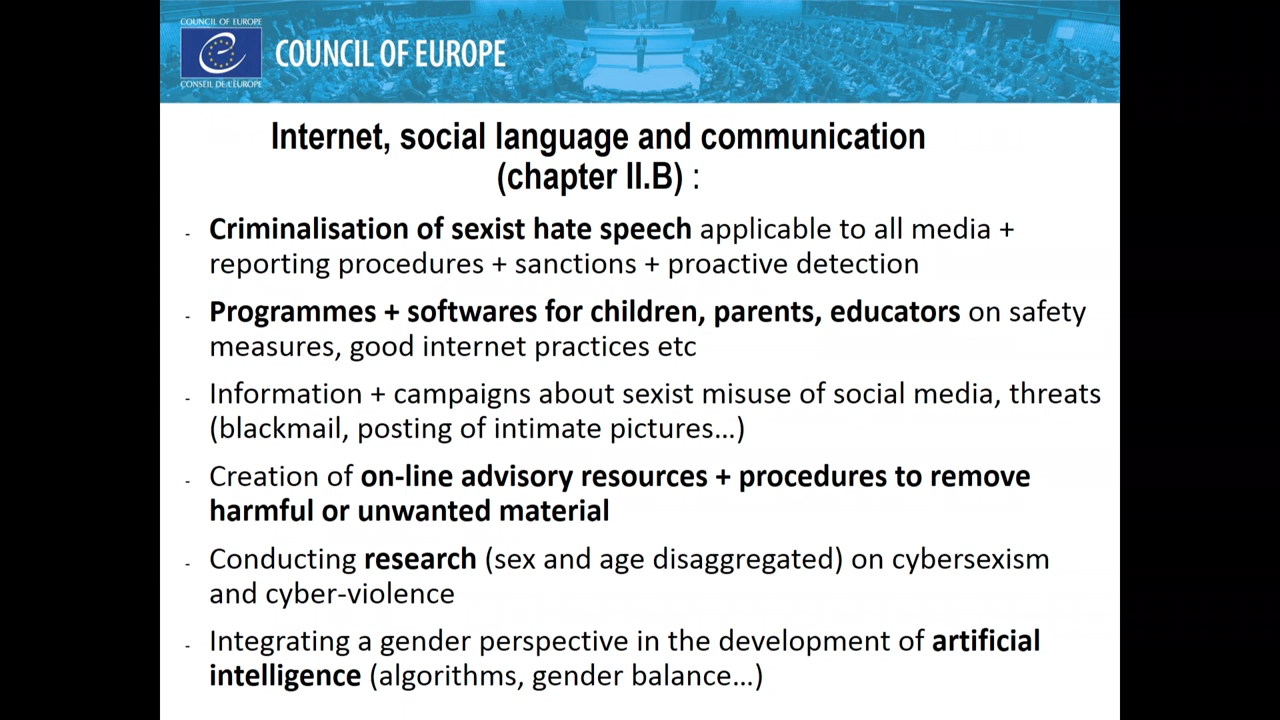 COUNCIL OF EUROPE
CONSEIL DE L'EUROPE
COUNCIL OF EUROPE
Internet, social language and communication
(chapter II.B) :
- Criminalisation of sexist hate speech applicable to all media +
reporting procedures + sanctions + proactive detection
- Programmes + softwares for children, parents, educators on safety
measures, good internet practices etc
- Information + campaigns about sexist misuse of social media, threats
(blackmail, posting of intimate pictures...)
- Creation of on-line advisory resources + procedures to remove
harmful or unwanted material
- Conducting research (sex and age disaggregated) on cybersexism
and cyber-violence
- Integrating a gender perspective in the development of artificial
intelligence (algorithms, gender balance...)